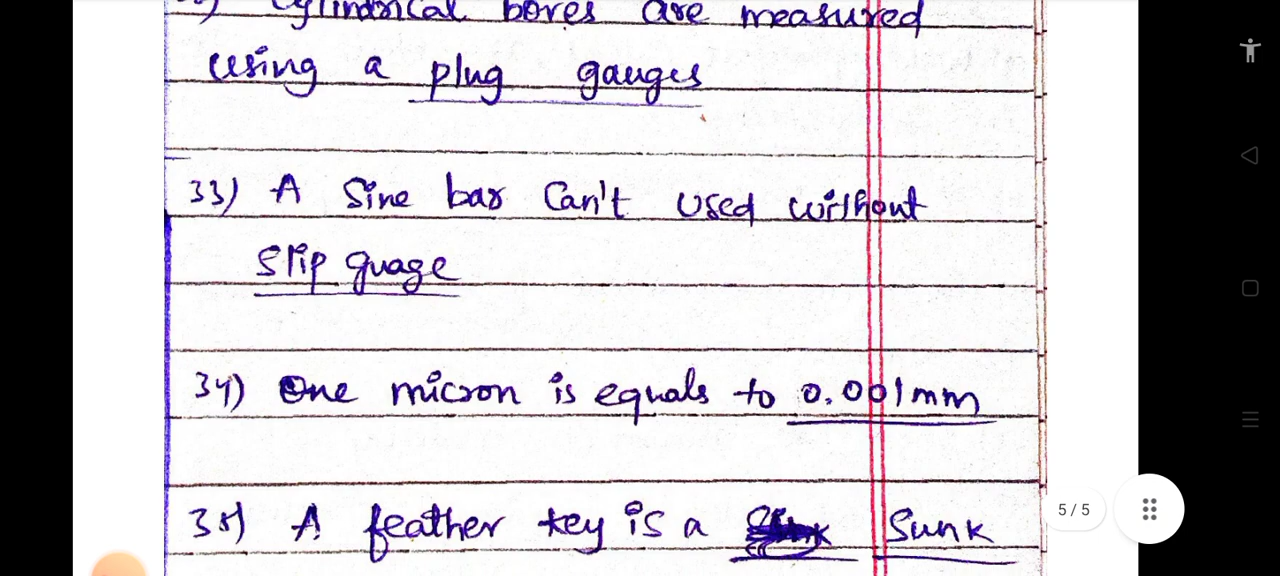 Cylindrical bores are measured
using a plug gauges
33) A Sine bar Can't used without
Slip guage
34) One micron is equals to 0.001mm
35) A feather key is a Sunk
5 / 5